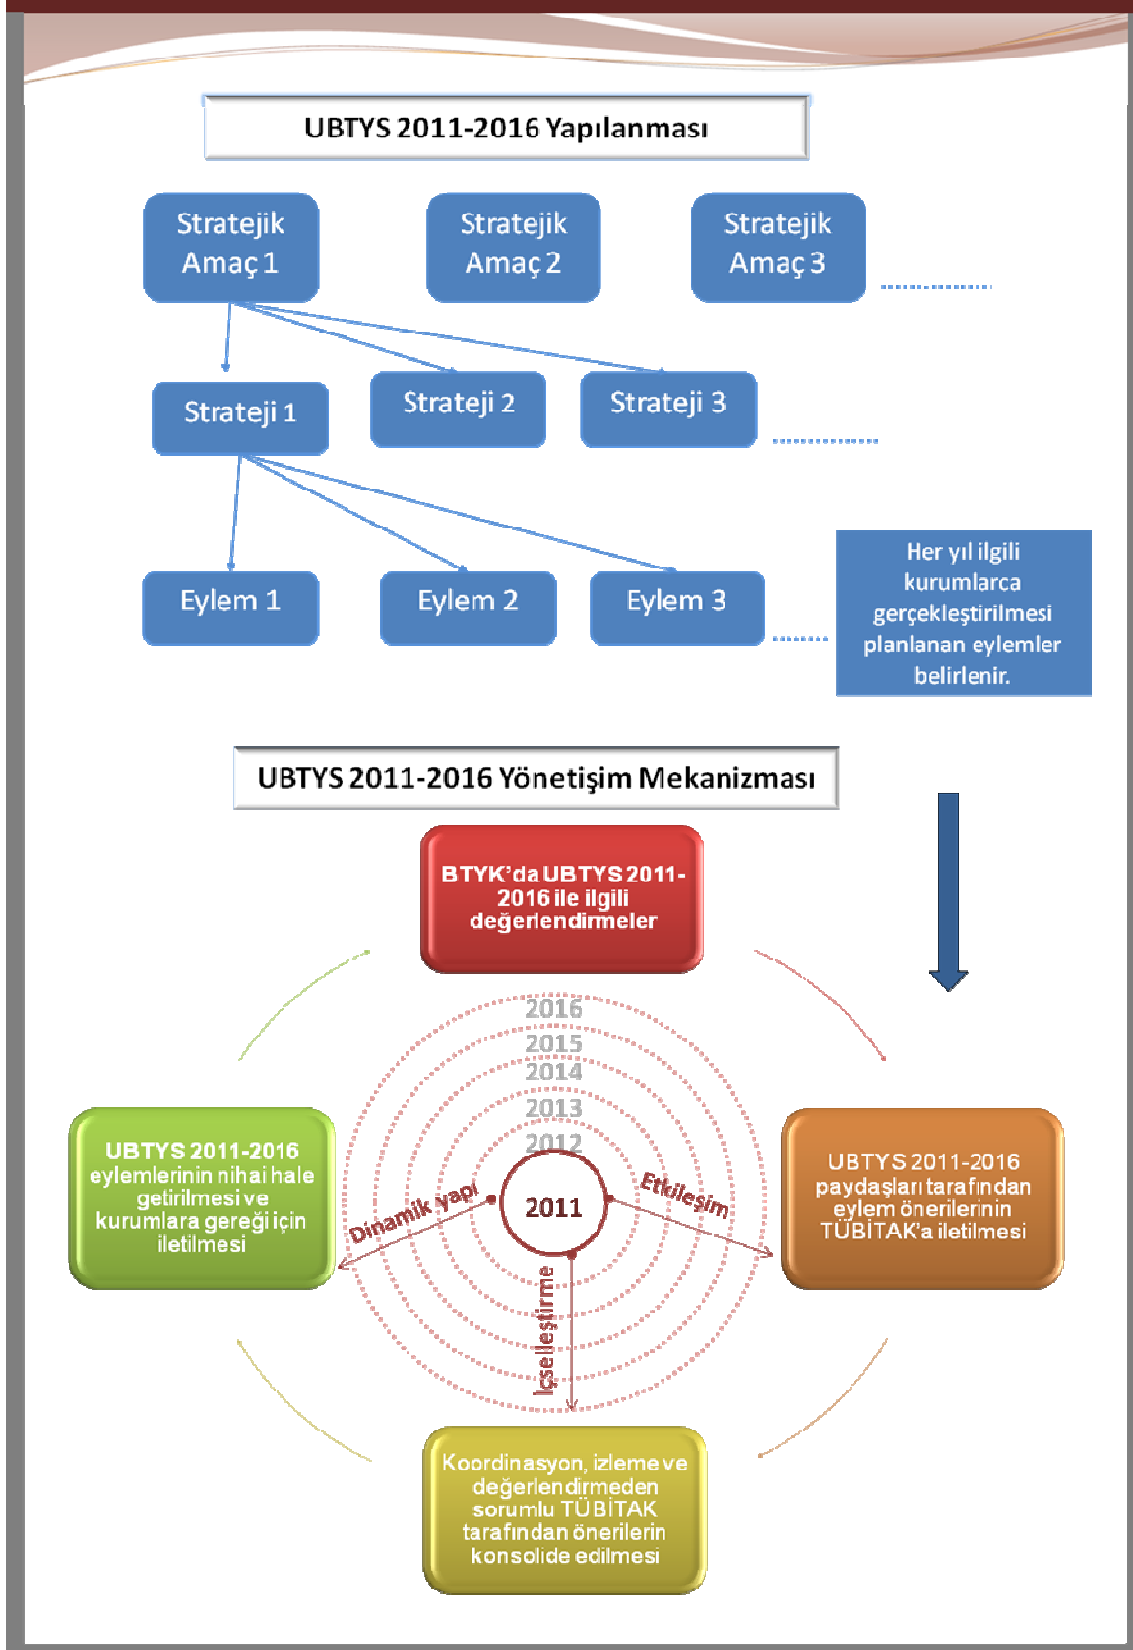 UBTYS 2011-2016 Yapılanması
Stratejik
Amaç 1
Stratejik
Amaç 2
Stratejik
Amaç 3
Strateji 1
Strateji 2
Strateji 3
Eylem 1
Eylem 2
Eylem 3
Her yıl ilgili
kurumlarca
gerçekleştirilmesi
planlanan eylemler
belirlenir.
UBTYS 2011-2016 Yönetişim Mekanizması
BTYK’da UBTYS 2011-
2016 ile ilgili
değerlendirmeler
2016
2015
2014
2013
2012
2011
Dinamik yapı
Etkileşim
İçselleştirme
UBTYS 2011-2016
eylemlerinin nihai hale
getirilmesi ve
kurumlara gereği için
iletilmesi
UBTYS 2011-2016
paydaşları tarafından
eylem önerilerinin
TÜBİTAK’a iletilmesi
Koordinasyon, izleme ve
değerlendirmeden
sorumlu TÜBİTAK
tarafından önerilerin
konsolide edilmesi